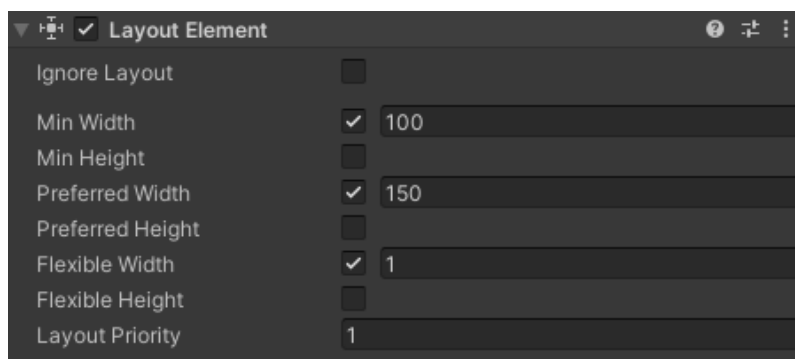 Layout Element
Ignore Layout
Min Width 100
Min Height
Preferred Width 150
Preferred Height
Flexible Width 1
Flexible Height
Layout Priority 1